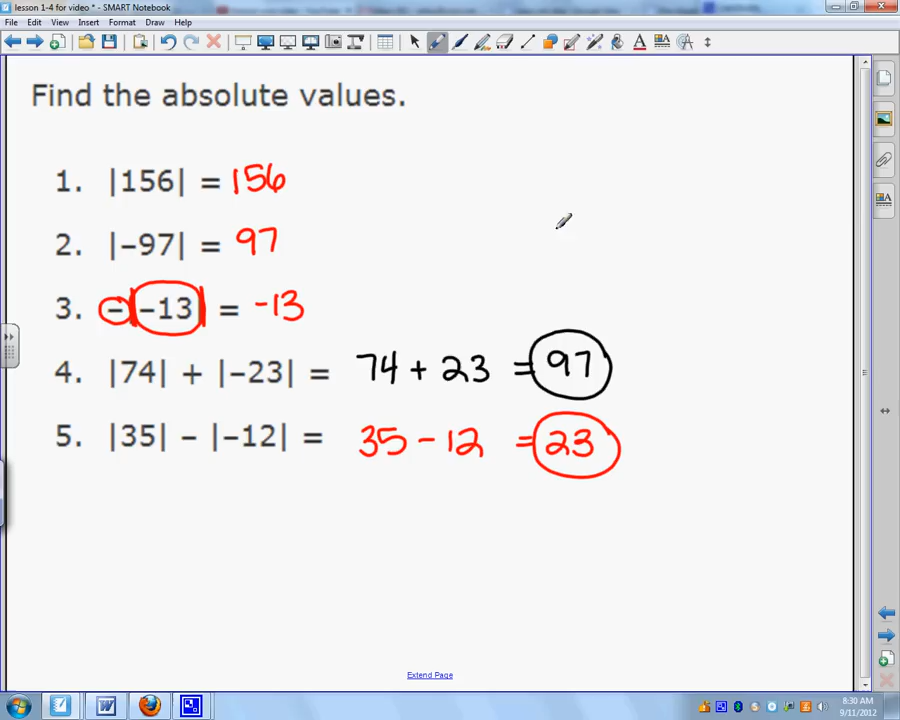 lesson 1-4 for video * - SMART Notebook
File Edit View Insert Format Draw Help
Find the absolute values.
1. |156| = 156
2. |–97| = 97
3. –|–13| = -13
4. |74| + |–23| = 74 + 23 = 97
5. |35| – |–12| = 35 - 12 = 23
Extend Page
8:30 AM
9/11/2012